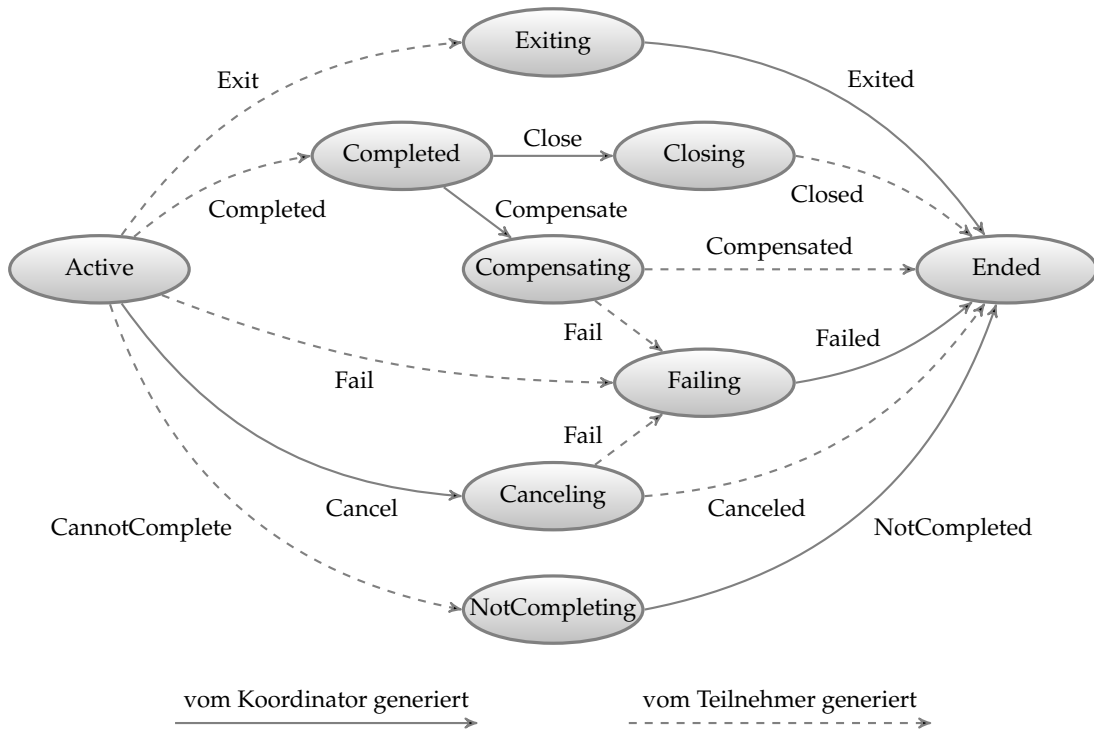 Exiting
Exit
Exited
Completed
Close
Closing
Completed
Closed
Compensate
Active
Compensating
Compensated
Ended
Fail
Failed
Fail
Failing
Fail
Canceling
Cancel
Canceled
CannotComplete
NotCompleted
NotCompleting
vom Koordinator generiert
vom Teilnehmer generiert